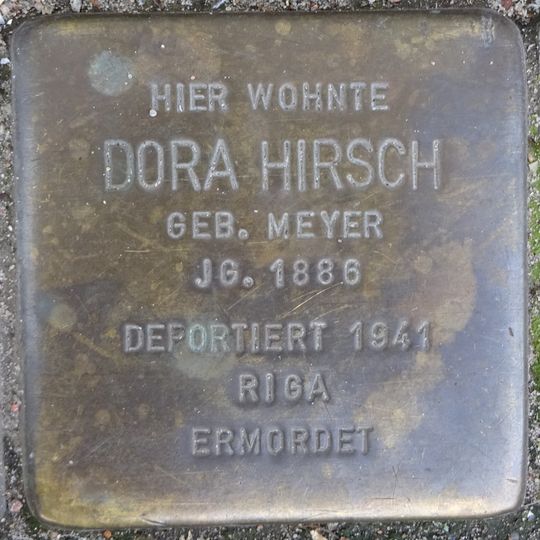 HIER WOHNTE
DORA HIRSCH
GEB. MEYER
JG. 1886
DEPORTIERT 1941
RIGA
ERMORDET